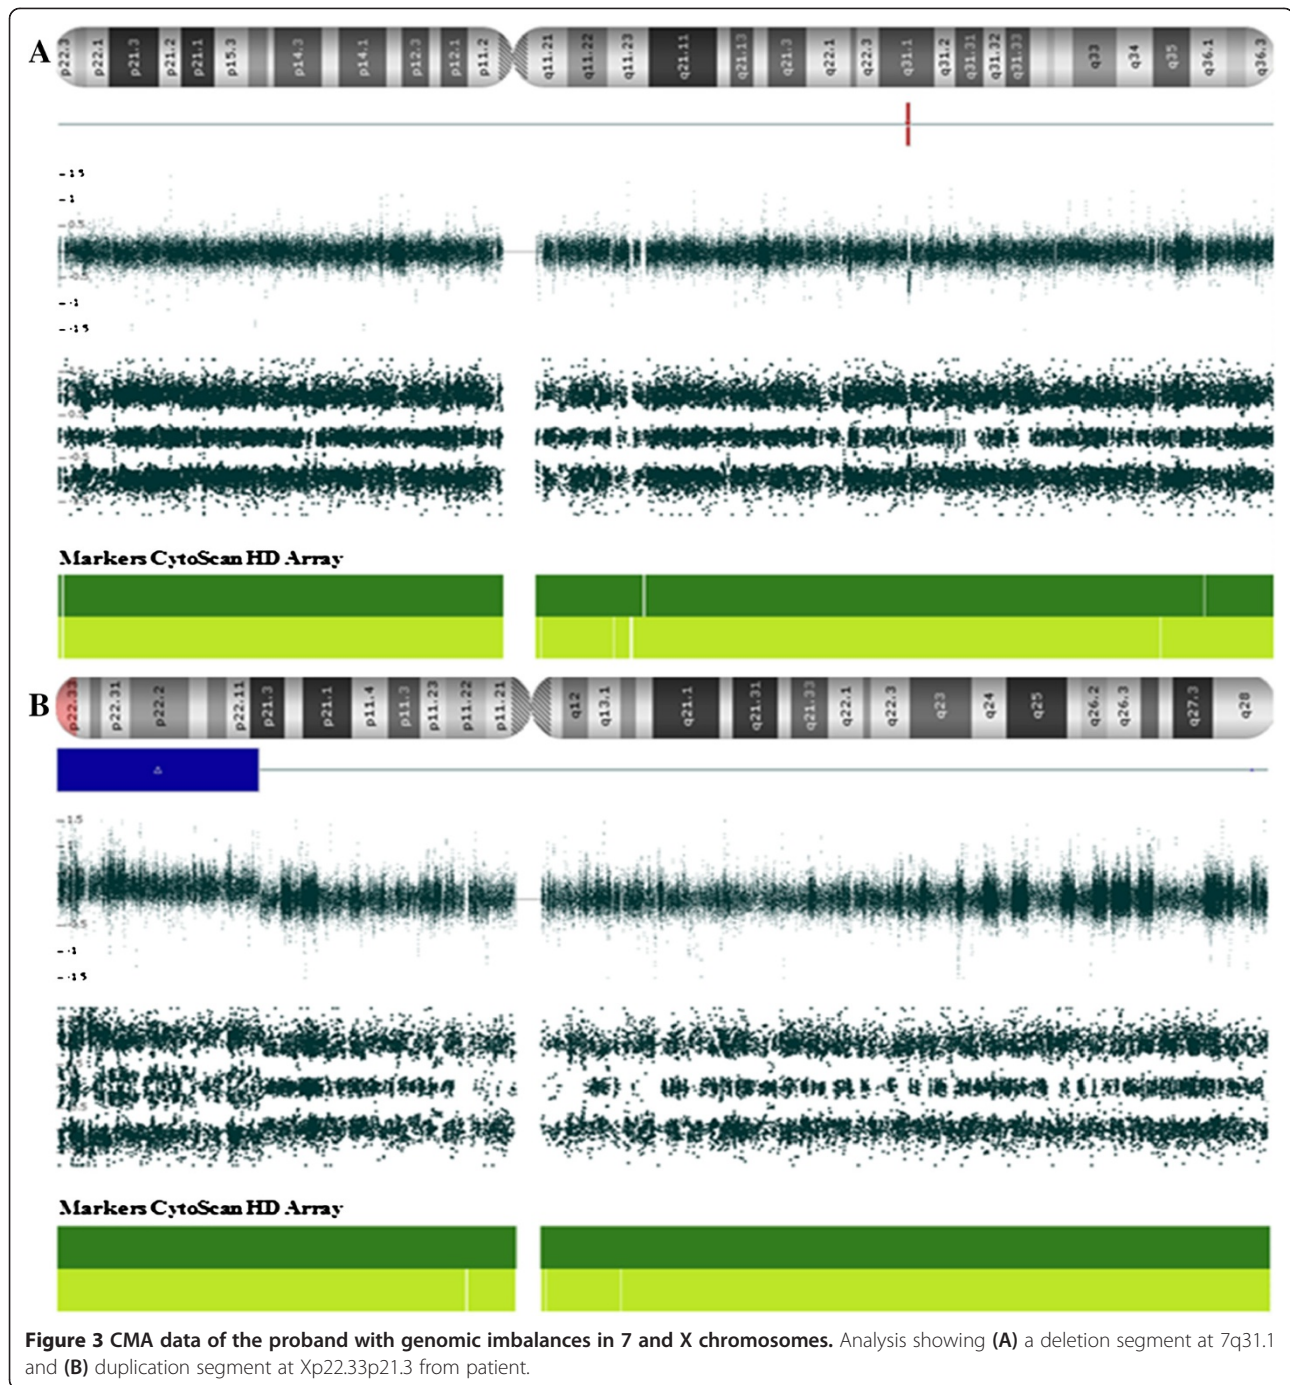 A
p22.3 p22.1 p21.3 p21.2 p21.1 p15.3 p14.3 p14.1 p12.3 p12.1 p11.2 q11.21 q11.22 q11.23 q21.11 q21.13 q21.3 q22.1 q22.3 q31.1 q31.2 q31.31 q31.32 q31.33 q33 q34 q35 q36.1 q36.3
Markers CytoScan HD Array
B
p22.33 p22.31 p22.2 p22.11 p21.3 p21.1 p11.4 p11.3 p11.23 p11.22 p11.21 q12 q13.1 q21.1 q21.31 q21.33 q22.1 q22.3 q23 q24 q25 q26.2 q26.3 q27.3 q28
Markers CytoScan HD Array
Figure 3 CMA data of the proband with genomic imbalances in 7 and X chromosomes. Analysis showing (A) a deletion segment at 7q31.1
and (B) duplication segment at Xp22.33p21.3 from patient.